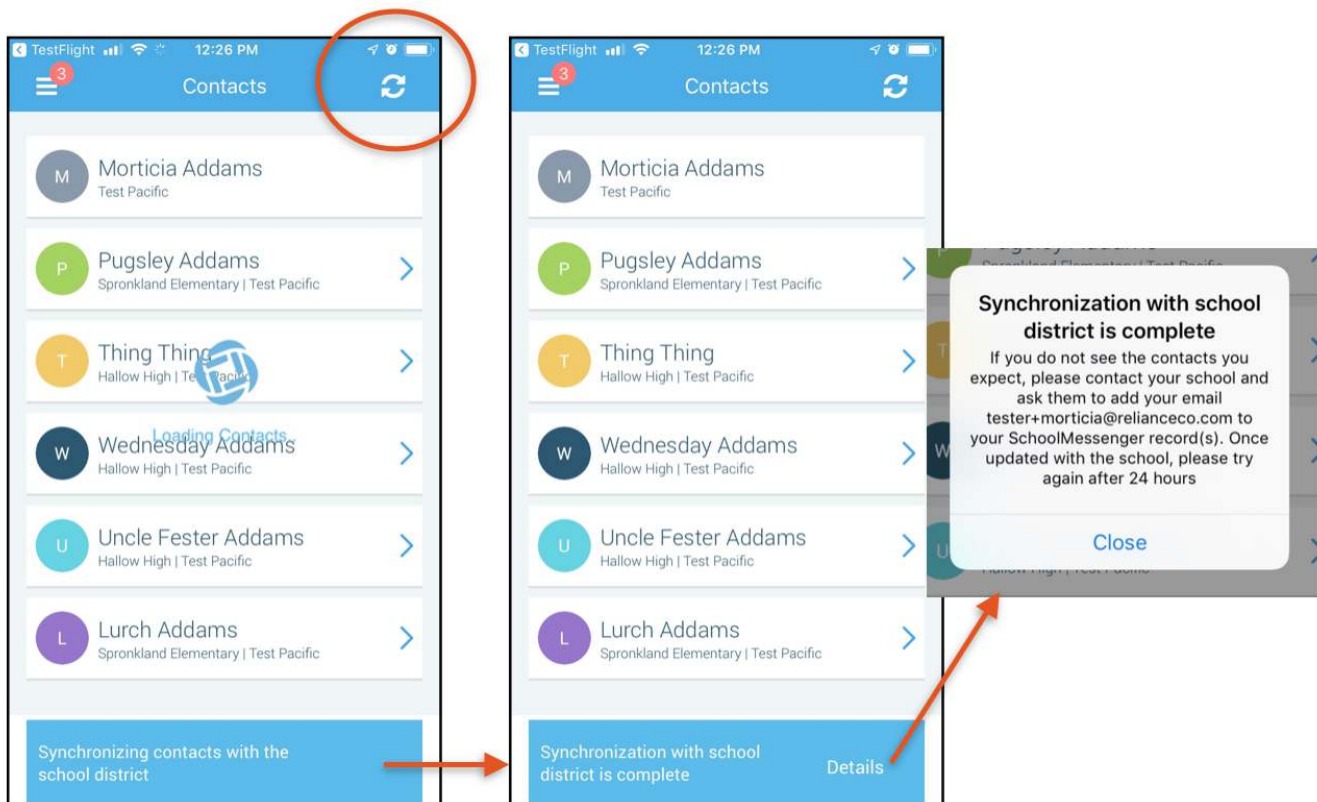 TestFlight 12:26 PM
3
Contacts
M
Morticia Addams
Test Pacific
P
Pugsley Addams
Spronkland Elementary | Test Pacific
T
Thing Thing
Hallow High | Test Pacific
Loading Contacts..
W
Wednesday Addams
Hallow High | Test Pacific
U
Uncle Fester Addams
Hallow High | Test Pacific
L
Lurch Addams
Spronkland Elementary | Test Pacific
Synchronizing contacts with the
school district
TestFlight 12:26 PM
3
Contacts
M
Morticia Addams
Test Pacific
P
Pugsley Addams
Spronkland Elementary | Test Pacific
T
Thing Thing
Hallow High | Test Pacific
W
Wednesday Addams
Hallow High | Test Pacific
U
Uncle Fester Addams
Hallow High | Test Pacific
L
Lurch Addams
Spronkland Elementary | Test Pacific
Synchronization with school
district is complete
Details
Synchronization with school
district is complete
If you do not see the contacts you
expect, please contact your school and
ask them to add your email
tester+morticia@relianceco.com to
your SchoolMessenger record(s). Once
updated with the school, please try
again after 24 hours
Close